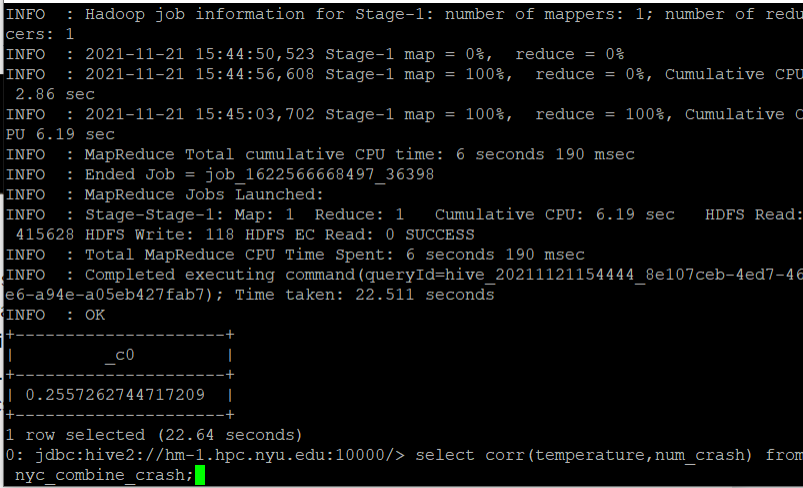 INFO  : Hadoop job information for Stage-1: number of mappers: 1; number of redu
cers: 1
INFO  : 2021-11-21 15:44:50,523 Stage-1 map = 0%,  reduce = 0%
INFO  : 2021-11-21 15:44:56,608 Stage-1 map = 100%,  reduce = 0%, Cumulative CPU
 2.86 sec
INFO  : 2021-11-21 15:45:03,702 Stage-1 map = 100%,  reduce = 100%, Cumulative C
PU 6.19 sec
INFO  : MapReduce Total cumulative CPU time: 6 seconds 190 msec
INFO  : Ended Job = job_1622566668497_36398
INFO  : MapReduce Jobs Launched:
INFO  : Stage-Stage-1: Map: 1  Reduce: 1   Cumulative CPU: 6.19 sec   HDFS Read:
 415628 HDFS Write: 118 HDFS EC Read: 0 SUCCESS
INFO  : Total MapReduce CPU Time Spent: 6 seconds 190 msec
INFO  : Completed executing command(queryId=hive_20211121154444_8e107ceb-4ed7-46
e6-a94e-a05eb427fab7); Time taken: 22.511 seconds
INFO  : OK
+---------------------+
|         _c0         |
+---------------------+
| 0.2557262744717209  |
+---------------------+
1 row selected (22.64 seconds)
0: jdbc:hive2://hm-1.hpc.nyu.edu:10000/> select corr(temperature,num_crash) from
 nyc_combine_crash;